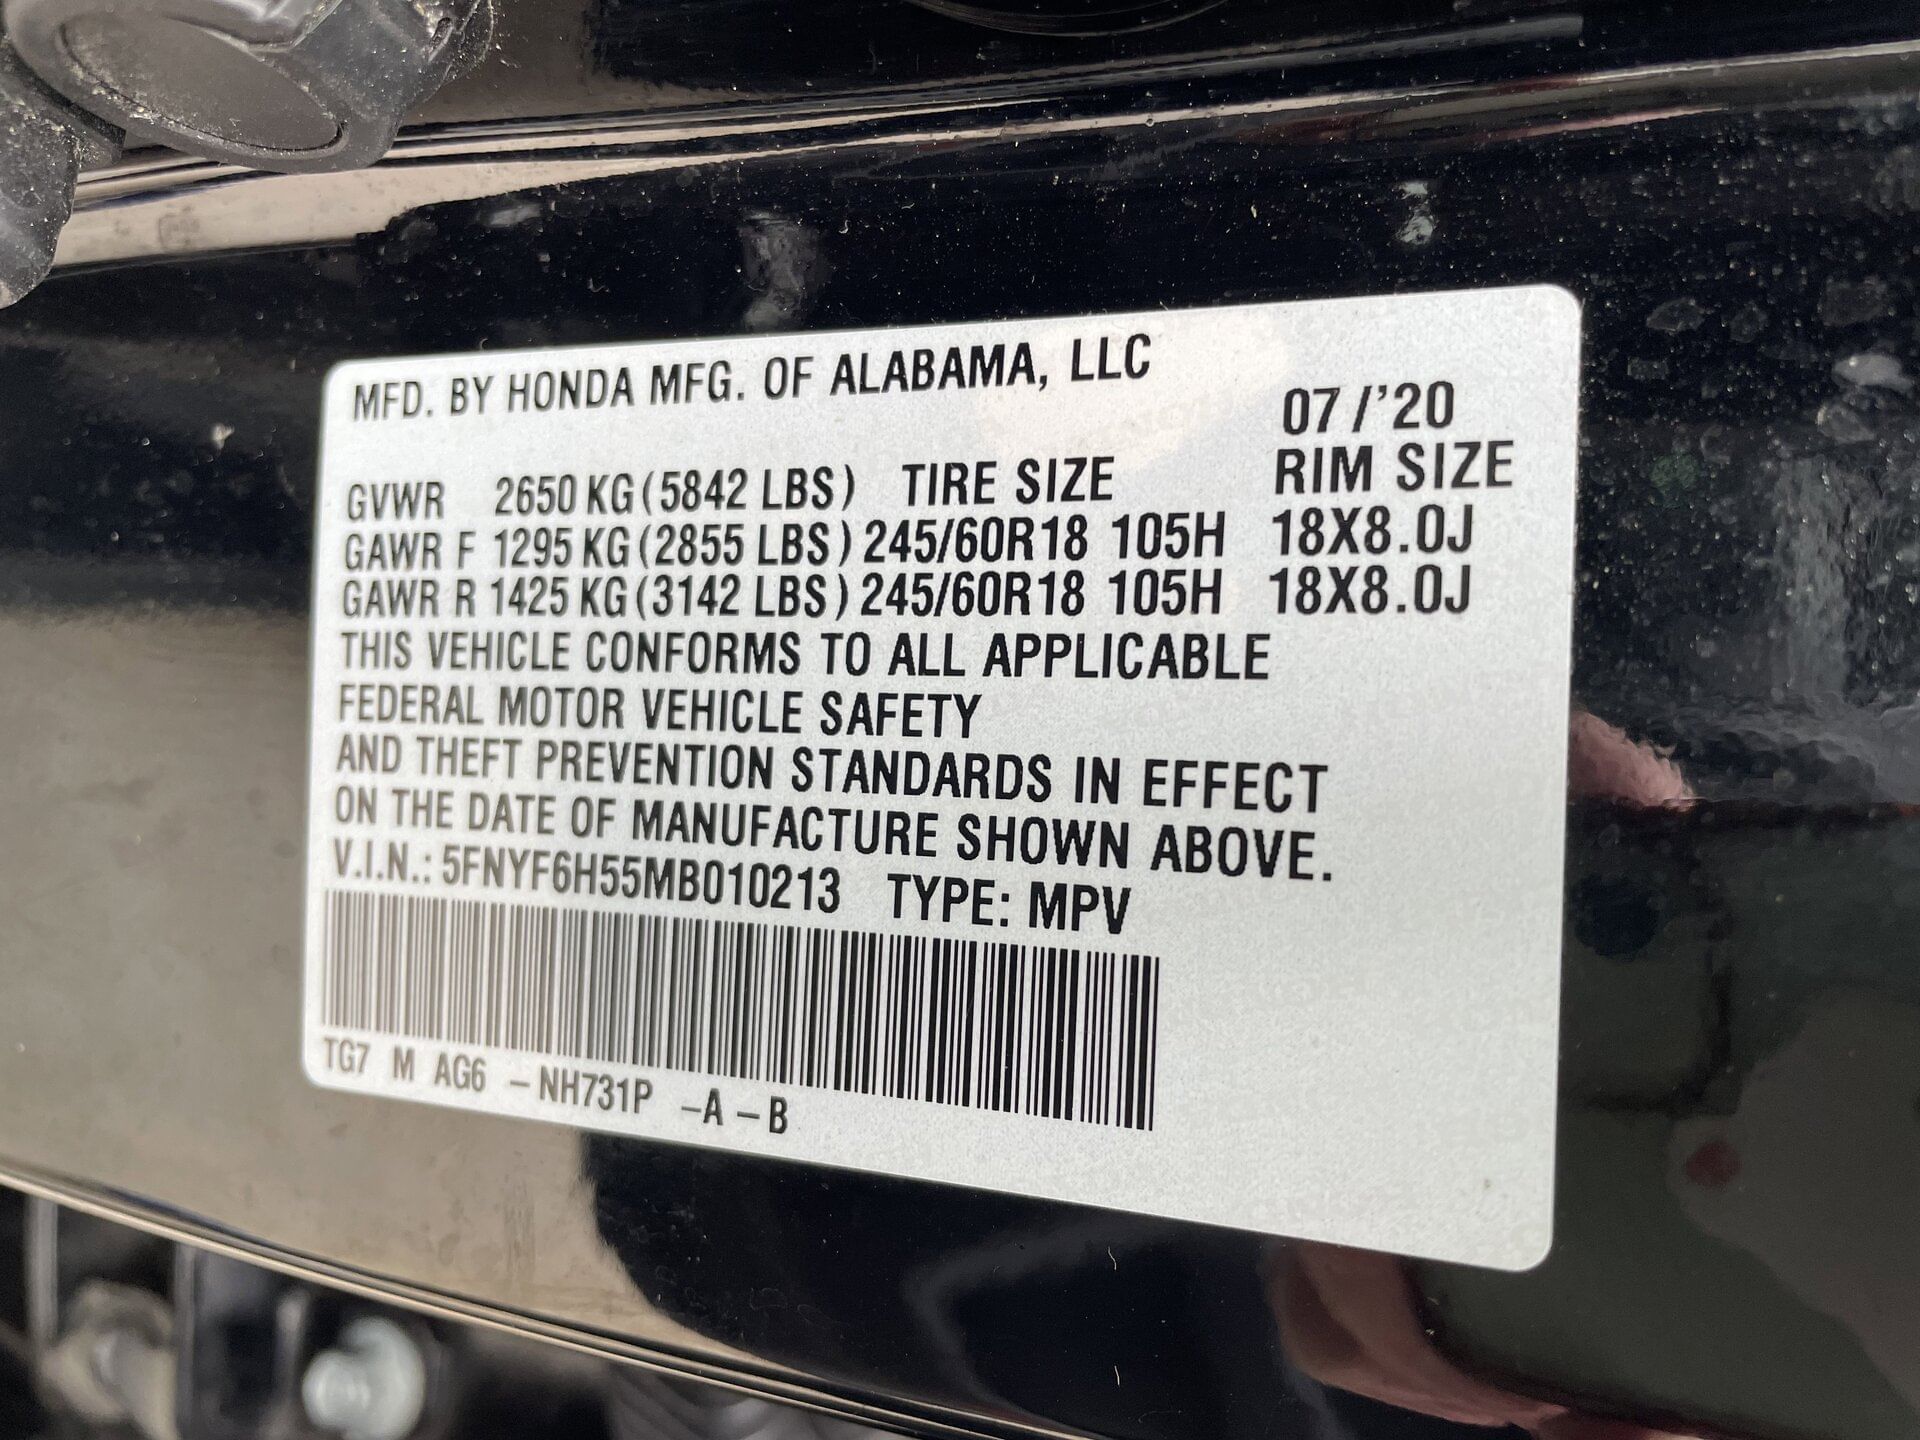 MFD. BY HONDA MFG. OF ALABAMA, LLC
07/'20
GVWR 2650 KG (5842 LBS) TIRE SIZE RIM SIZE
GAWR F 1295 KG (2855 LBS) 245/60R18 105H 18X8.0J
GAWR R 1425 KG (3142 LBS) 245/60R18 105H 18X8.0J
THIS VEHICLE CONFORMS TO ALL APPLICABLE
FEDERAL MOTOR VEHICLE SAFETY
AND THEFT PREVENTION STANDARDS IN EFFECT
ON THE DATE OF MANUFACTURE SHOWN ABOVE.
V.I.N.: 5FNYF6H55MB010213 TYPE: MPV
TG7 M AG6 – NH731P –A – B